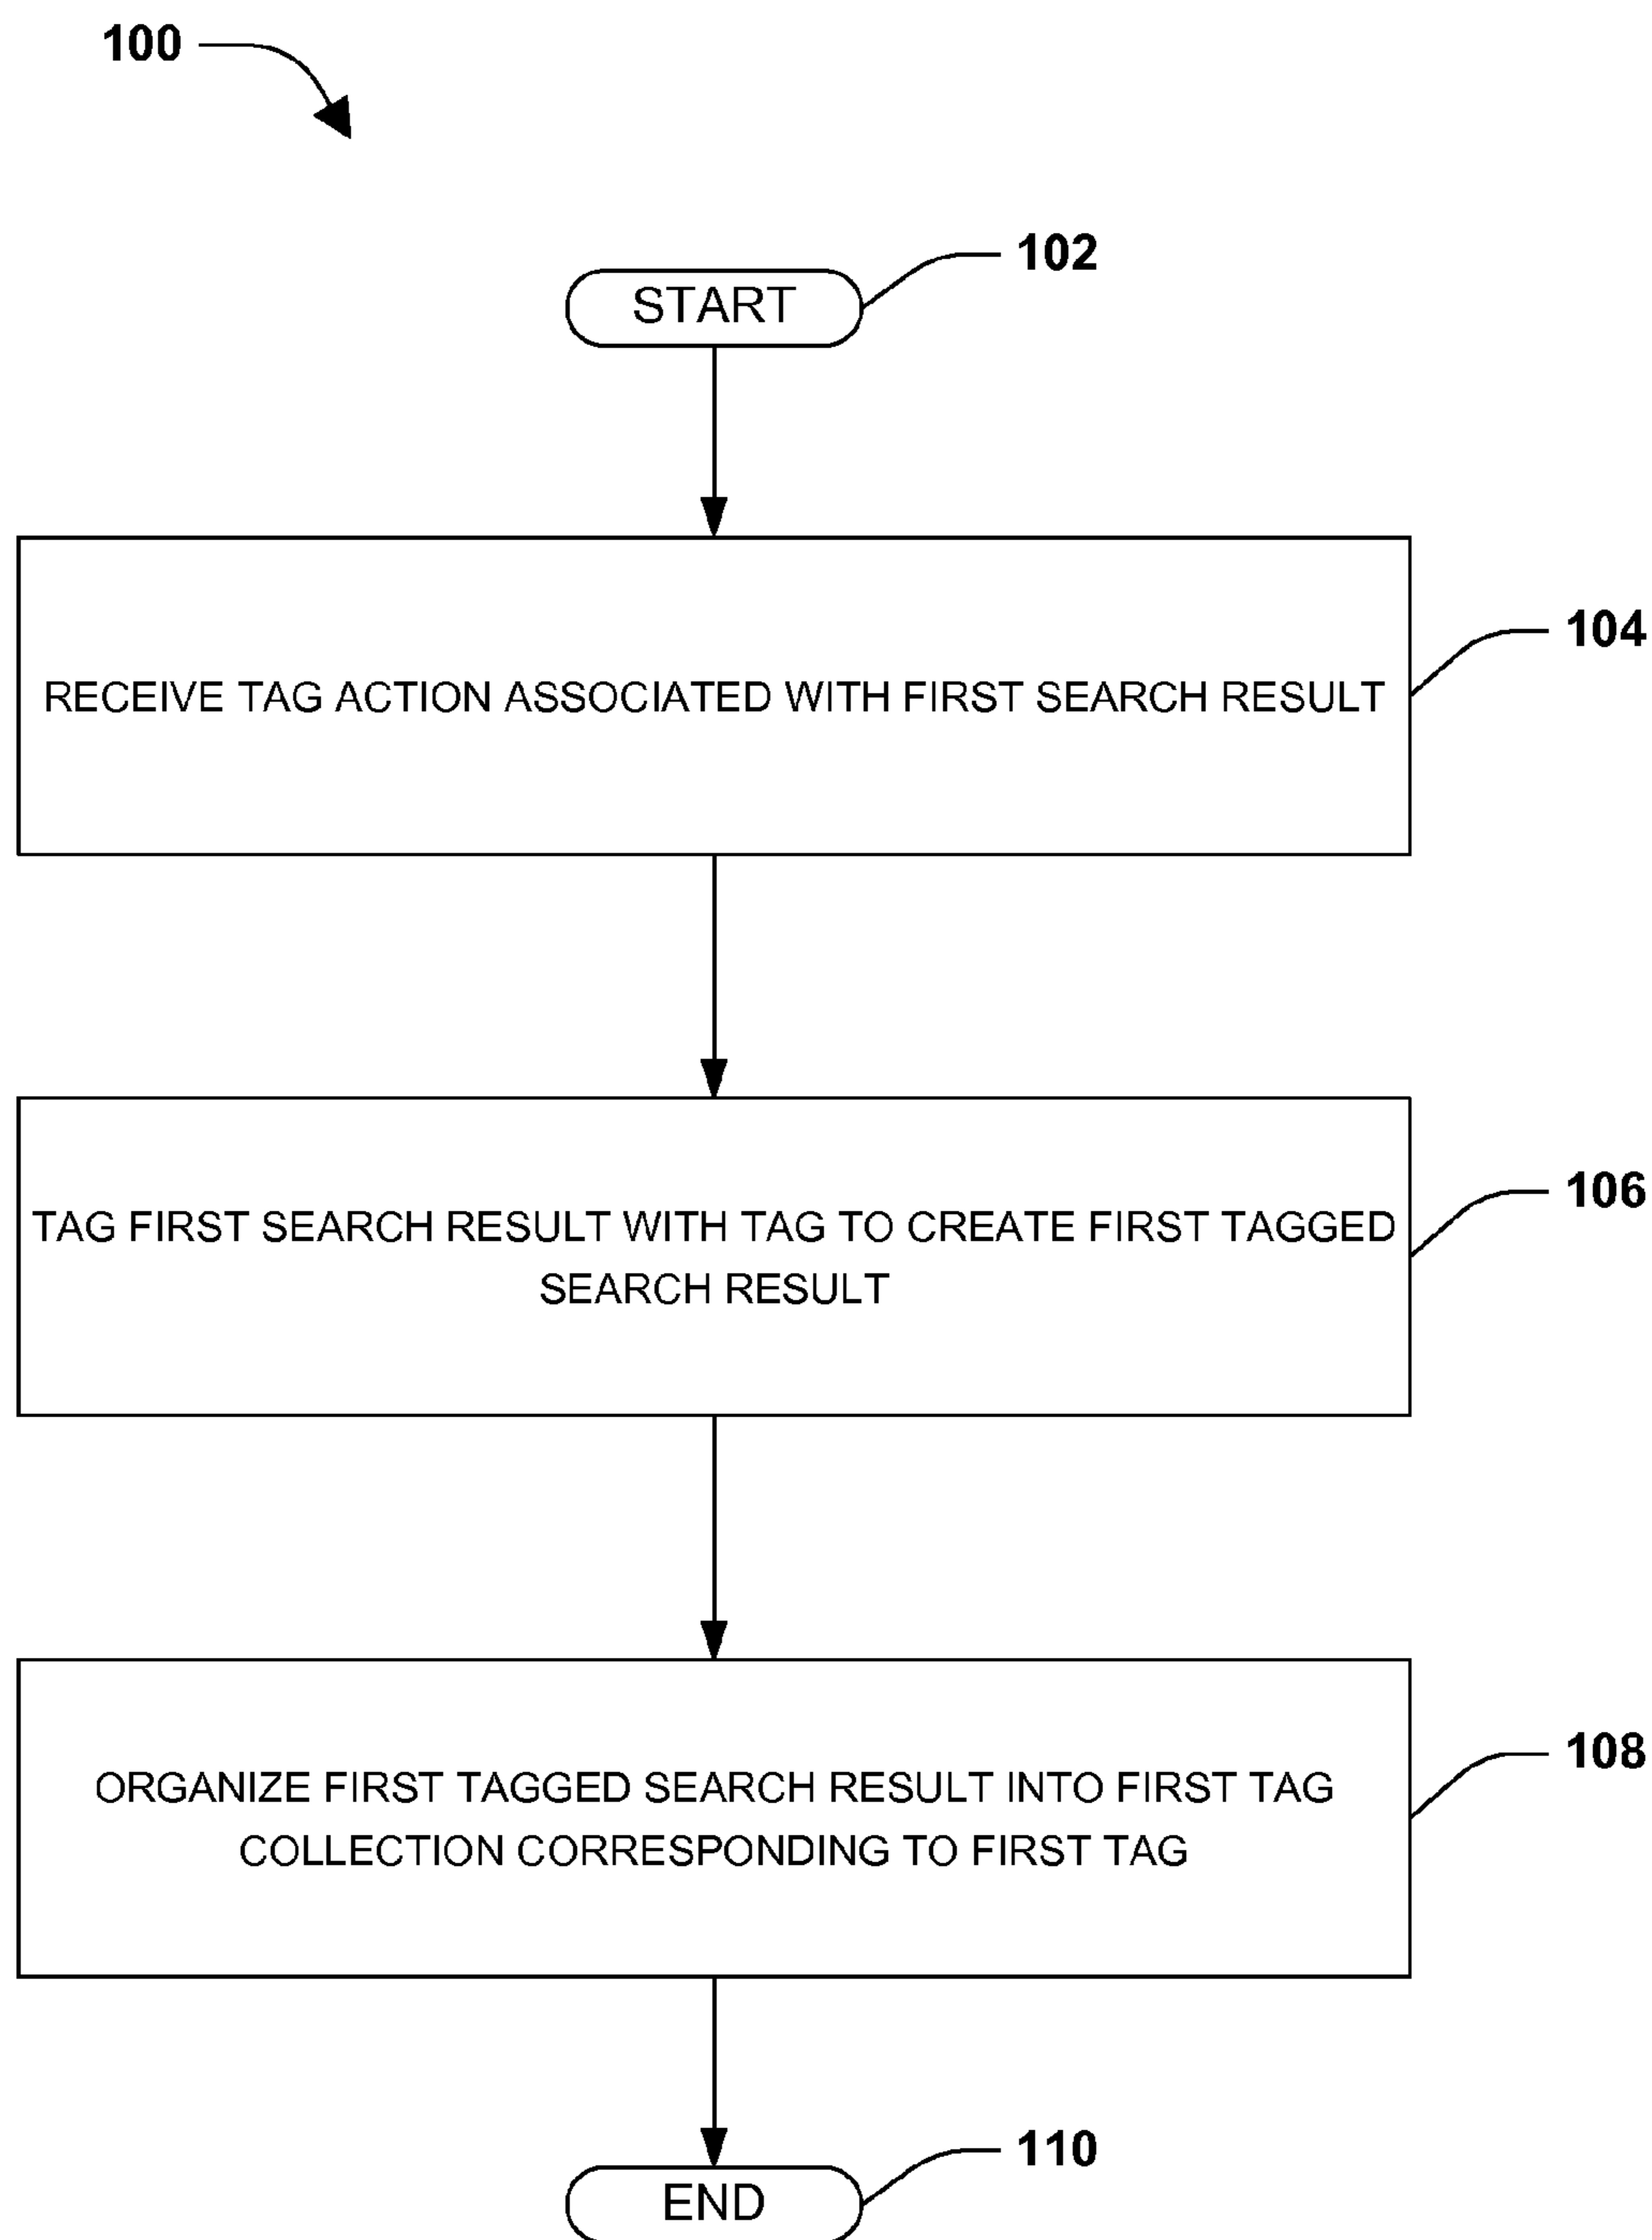 100
102
START
104
RECEIVE TAG ACTION ASSOCIATED WITH FIRST SEARCH RESULT
106
TAG FIRST SEARCH RESULT WITH TAG TO CREATE FIRST TAGGED
SEARCH RESULT
108
ORGANIZE FIRST TAGGED SEARCH RESULT INTO FIRST TAG
COLLECTION CORRESPONDING TO FIRST TAG
110
END